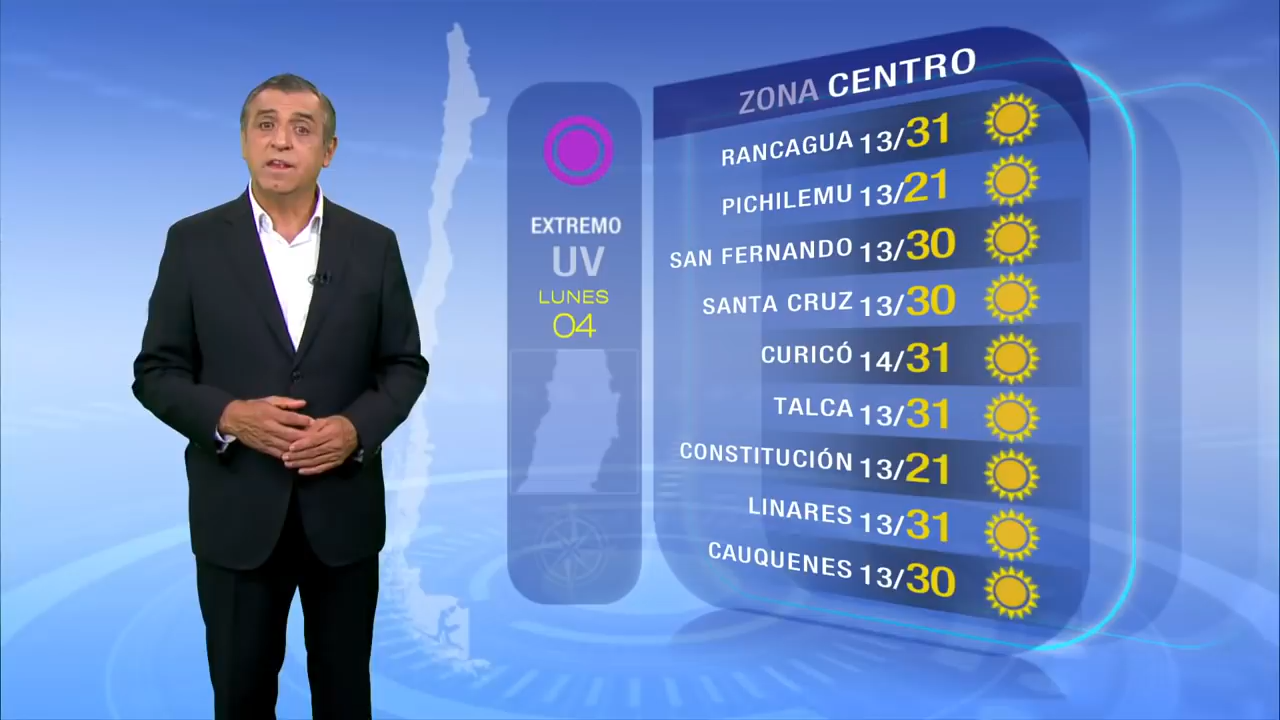 ZONA CENTRO
EXTREMO
UV
LUNES
04
RANCAGUA 13/31
PICHILEMU 13/21
SAN FERNANDO 13/30
SANTA CRUZ 13/30
CURICÓ 14/31
TALCA 13/31
CONSTITUCIÓN 13/21
LINARES 13/31
CAUQUENES 13/30